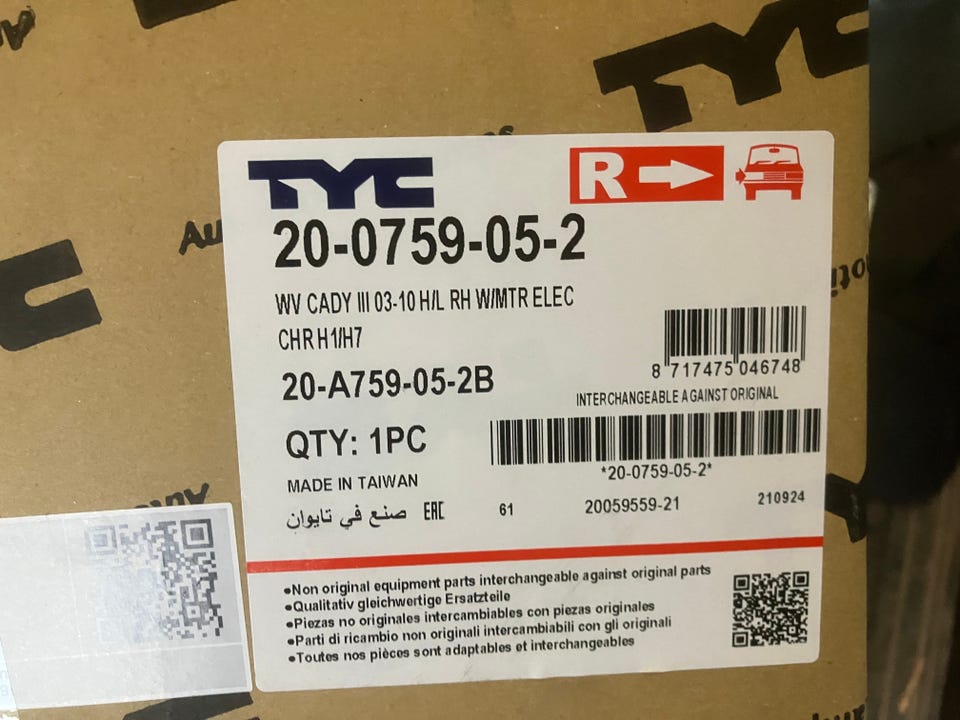 TYC
TYC
R
20-0759-05-2
WV CADY III 03-10 H/L RH W/MTR ELEC
CHR H1/H7
8 717475 046748
20-A759-05-2B
INTERCHANGEABLE AGAINST ORIGINAL
QTY: 1PC
*20-0759-05-2*
MADE IN TAIWAN
صنع في تايوان EAC 61 20059559-21 210924
•Non original equipment parts interchangeable against original parts
•Qualitativ gleichwertige Ersatzteile
•Piezas no originales intercambiables con piezas originales
•Parti di ricambio non originali intercambiabili con gli originali
•Toutes nos pièces sont adaptables et interchangeables